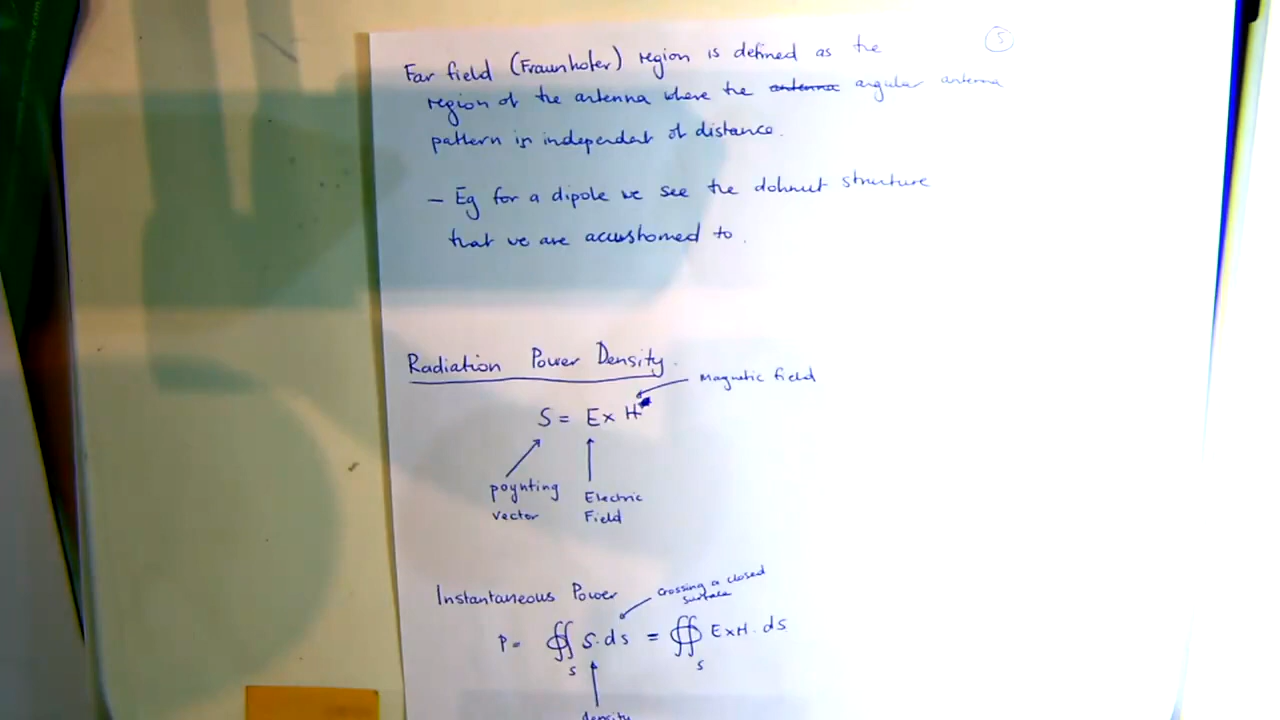 5
Far field (Fraunhofer) region is defined as the
region of the antenna where the antenna angular antenna
pattern is independent of distance.
- Eg for a dipole we see the dohnut structure
that we are accustomed to.
Radiation Power Density.
Magnetic field
S = E x H
poynting
vector
Electric
Field
Instantaneous Power
Crossing a closed
surface
P = ∯ S . ds = ∯ E x H . ds
S S
density